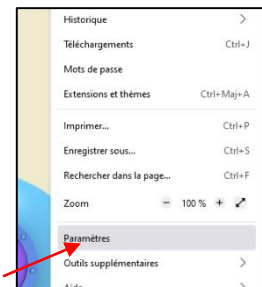 Historique
Téléchargements Ctrl+J
Mots de passe
Extensions et thèmes Ctrl+Maj+A
Imprimer... Ctrl+P
Enregistrer sous... Ctrl+S
Rechercher dans la page... Ctrl+F
Zoom − 100 % +
Paramètres
Outils supplémentaires